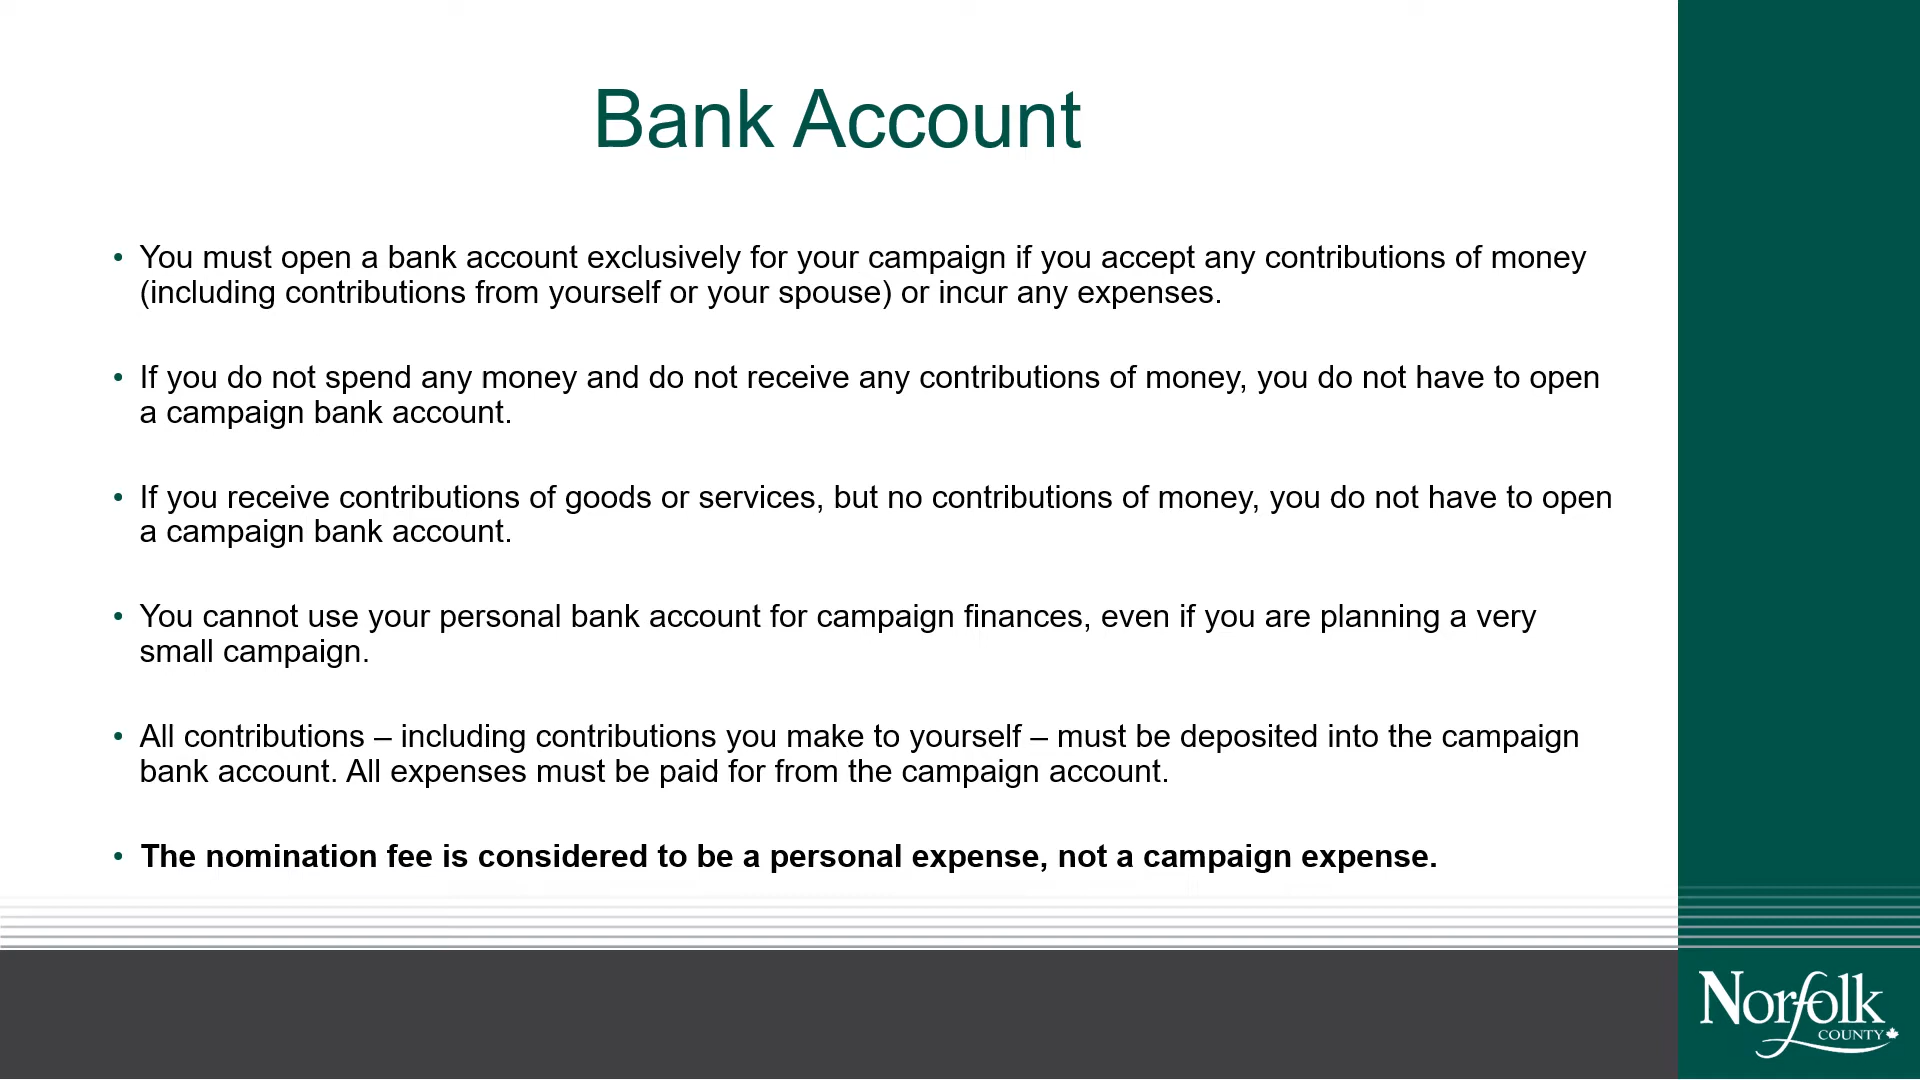 Bank Account
• You must open a bank account exclusively for your campaign if you accept any contributions of money
(including contributions from yourself or your spouse) or incur any expenses.
• If you do not spend any money and do not receive any contributions of money, you do not have to open
a campaign bank account.
• If you receive contributions of goods or services, but no contributions of money, you do not have to open
a campaign bank account.
• You cannot use your personal bank account for campaign finances, even if you are planning a very
small campaign.
• All contributions – including contributions you make to yourself – must be deposited into the campaign
bank account. All expenses must be paid for from the campaign account.
• The nomination fee is considered to be a personal expense, not a campaign expense.
Norfolk
COUNTY